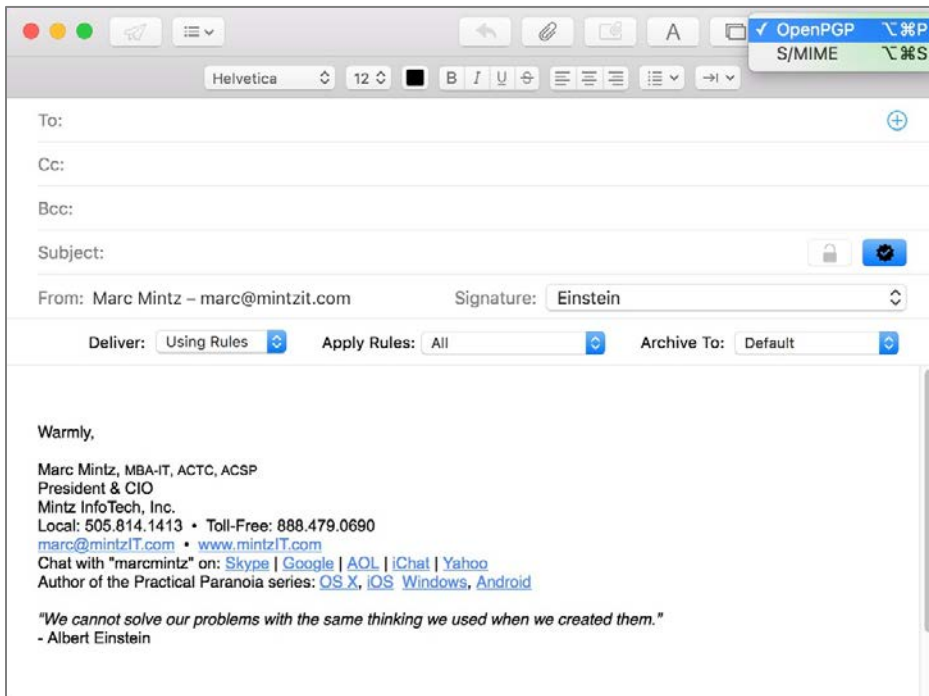 ✓ OpenPGP ⌥⌘P
S/MIME ⌥⌘S
Helvetica 12 B I U S
To:
Cc:
Bcc:
Subject:
From: Marc Mintz – marc@mintzit.com Signature: Einstein
Deliver: Using Rules Apply Rules: All Archive To: Default
Warmly,
Marc Mintz, MBA-IT, ACTC, ACSP
President & CIO
Mintz InfoTech, Inc.
Local: 505.814.1413 • Toll-Free: 888.479.0690
marc@mintzIT.com • www.mintzIT.com
Chat with "marcmintz" on: Skype | Google | AOL | iChat | Yahoo
Author of the Practical Paranoia series: OS X, iOS Windows, Android
"We cannot solve our problems with the same thinking we used when we created them."
- Albert Einstein